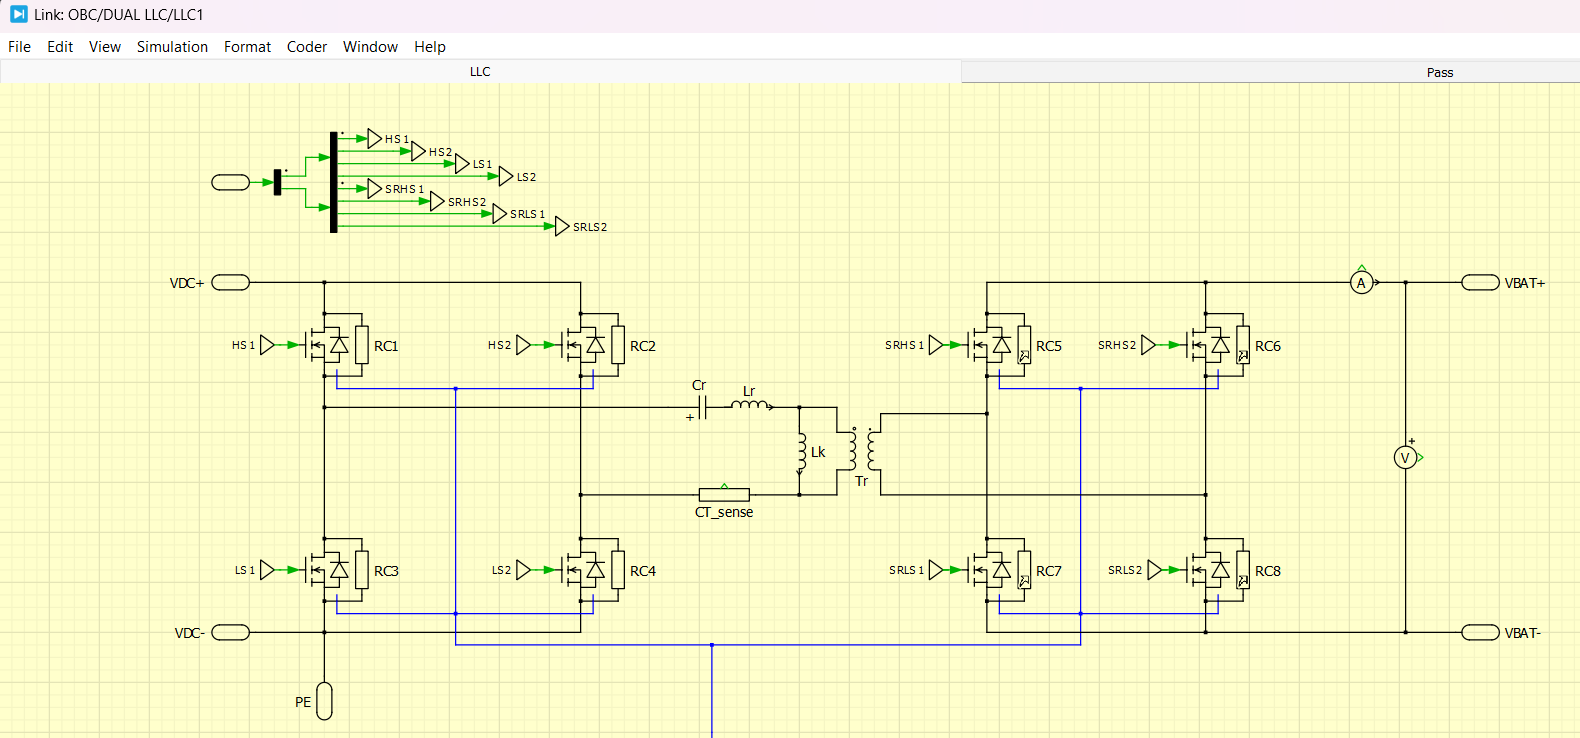 Link: OBC/DUAL LLC/LLC1
File Edit View Simulation Format Coder Window Help
LLC Pass
HS1
HS2
LS1
LS2
SRHS1
SRHS2
SRLS1
SRLS2
VDC+ A VBAT+
HS1 RC1 HS2 RC2 SRHS1 RC5 SRHS2 RC6
Cr Lr
+
Lk
Tr
+
V
CT_sense
LS1 RC3 LS2 RC4 SRLS1 RC7 SRLS2 RC8
VDC- VBAT-
PE